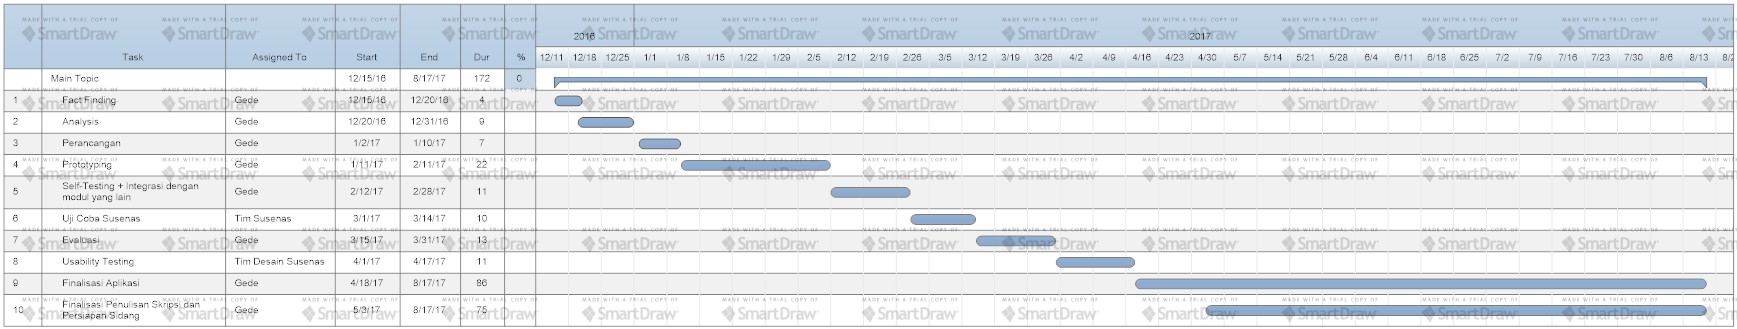 2016 2017
Task Assigned To Start End Dur % 12/11 12/18 12/25 1/1 1/8 1/15 1/22 1/29 2/5 2/12 2/19 2/26 3/5 3/12 3/19 3/26 4/2 4/9 4/16 4/23 4/30 5/7 5/14 5/21 5/28 6/4 6/11 6/18 6/25 7/2 7/9 7/16 7/23 7/30 8/6 8/13
Main Topic 12/15/16 8/17/17 172 0
1 Fact Finding Gede 12/15/16 12/20/16 4
2 Analysis Gede 12/20/16 12/31/16 9
3 Perancangan Gede 1/2/17 1/10/17 7
4 Prototyping Gede 1/11/17 2/11/17 22
5 Self-Testing + Integrasi dengan
modul yang lain Gede 2/12/17 2/28/17 11
6 Uji Coba Susenas Tim Susenas 3/1/17 3/14/17 10
7 Evaluasi Gede 3/15/17 3/31/17 13
8 Usability Testing Tim Desain Susenas 4/1/17 4/17/17 11
9 Finalisasi Aplikasi Gede 4/18/17 8/17/17 86
10 Finalisasi Penulisan Skripsi dan
Persiapan Sidang Gede 5/3/17 8/17/17 75
MADE WITH A TRIAL COPY OF
SmartDraw